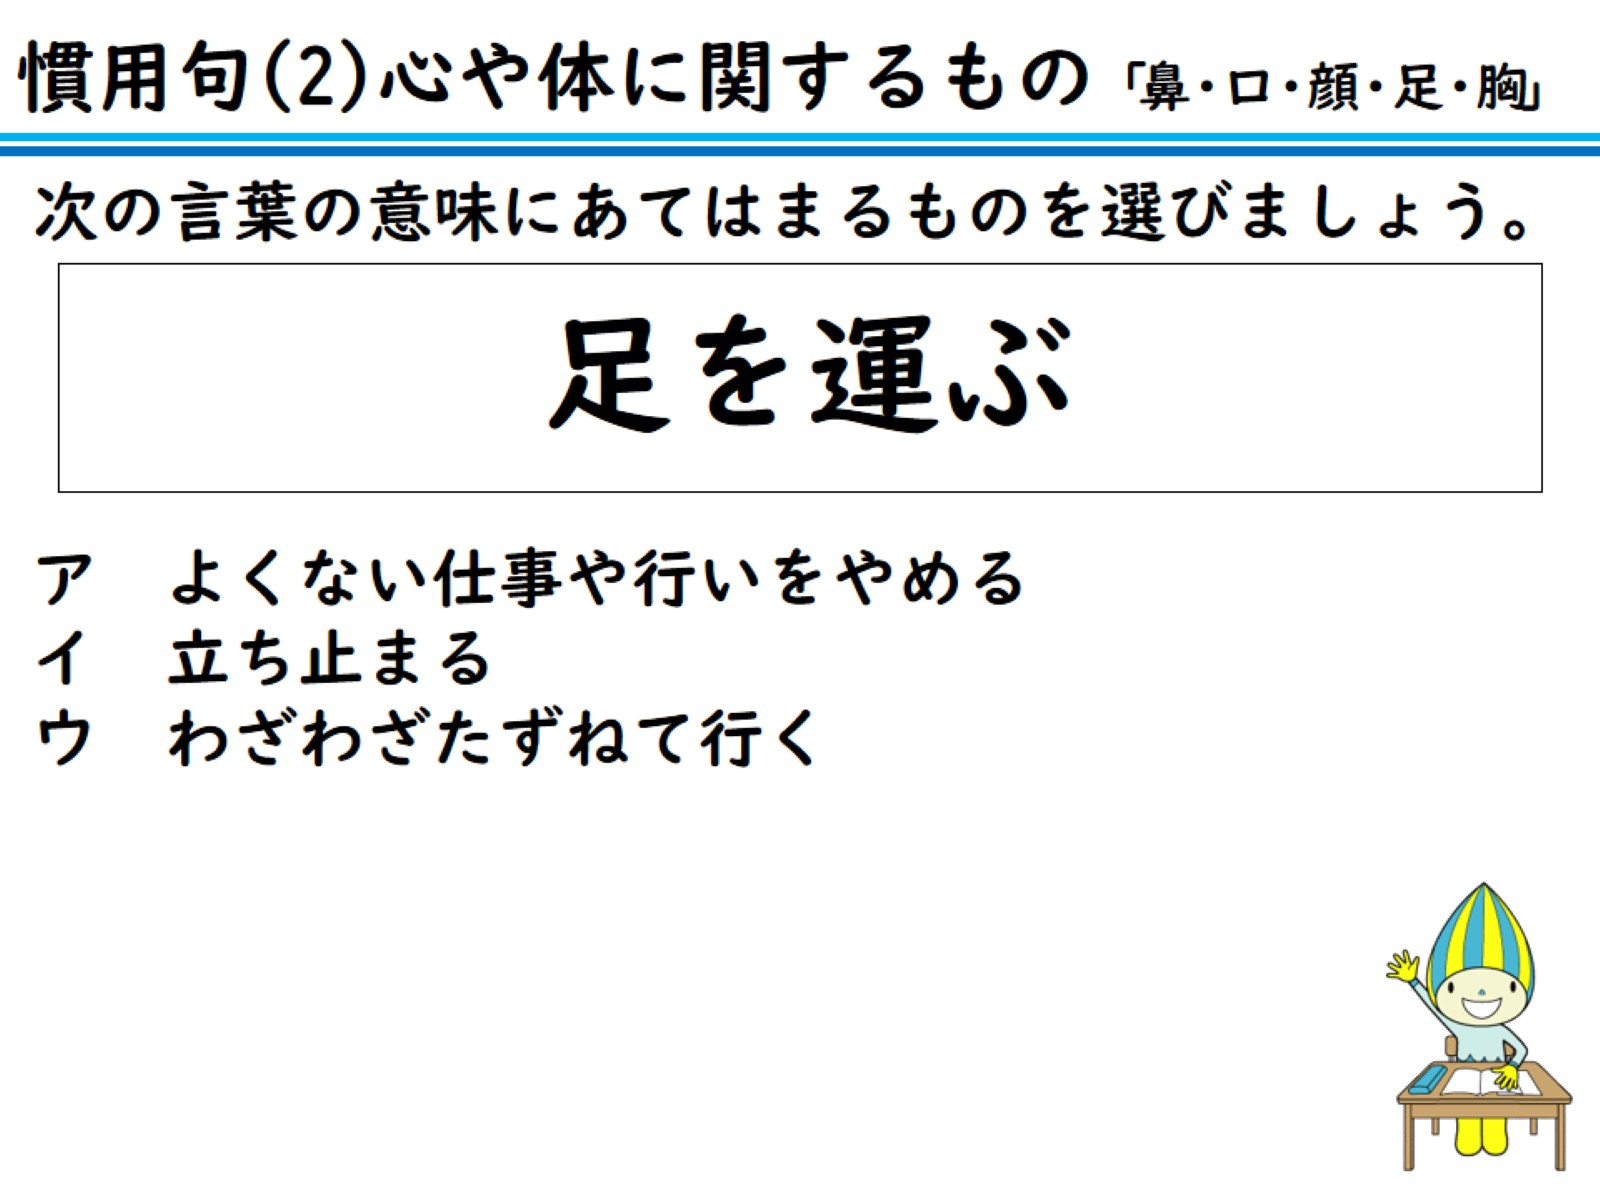 慣用句(2)心や体に関するもの「鼻・口・顔・足・胸」
次の言葉の意味にあてはまるものを選びましょう。
足を運ぶ
ア　よくない仕事や行いをやめる
イ　立ち止まる
ウ　わざわざたずねて行く